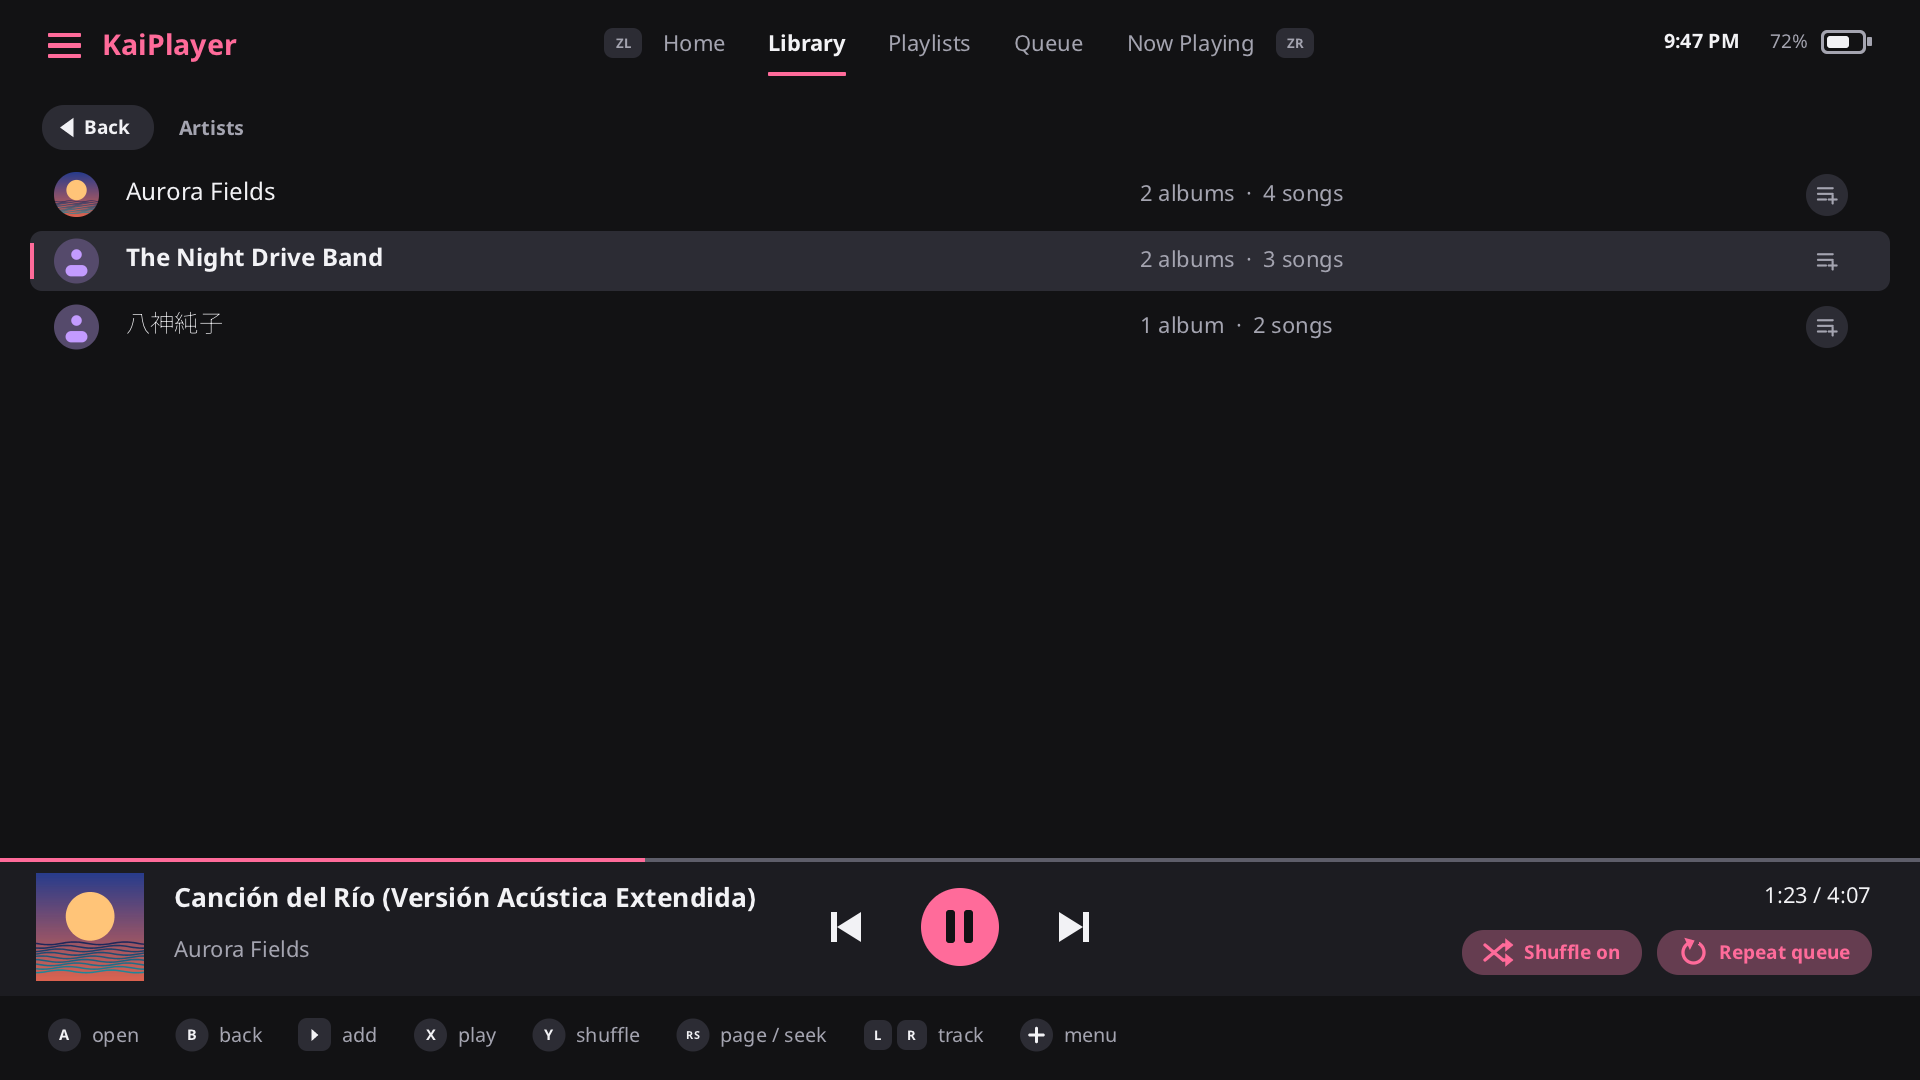 KaiPlayer
ZL Home Library Playlists Queue Now Playing ZR
9:47 PM 72%
Back Artists
Aurora Fields 2 albums · 4 songs
The Night Drive Band 2 albums · 3 songs
八神純子 1 album · 2 songs
Canción del Río (Versión Acústica Extendida)
Aurora Fields
1:23 / 4:07
Shuffle on Repeat queue
A open B back add X play Y shuffle RS page / seek L R track menu